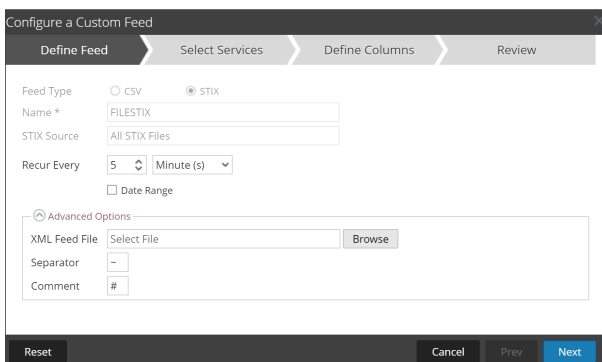 Configure a Custom Feed
Define Feed Select Services Define Columns Review
Feed Type CSV STIX
Name * FILESTIX
STIX Source All STIX Files
Recur Every 5 Minute (s)
Date Range
Advanced Options
XML Feed File Select File Browse
Separator ~
Comment #
Reset Cancel Prev Next